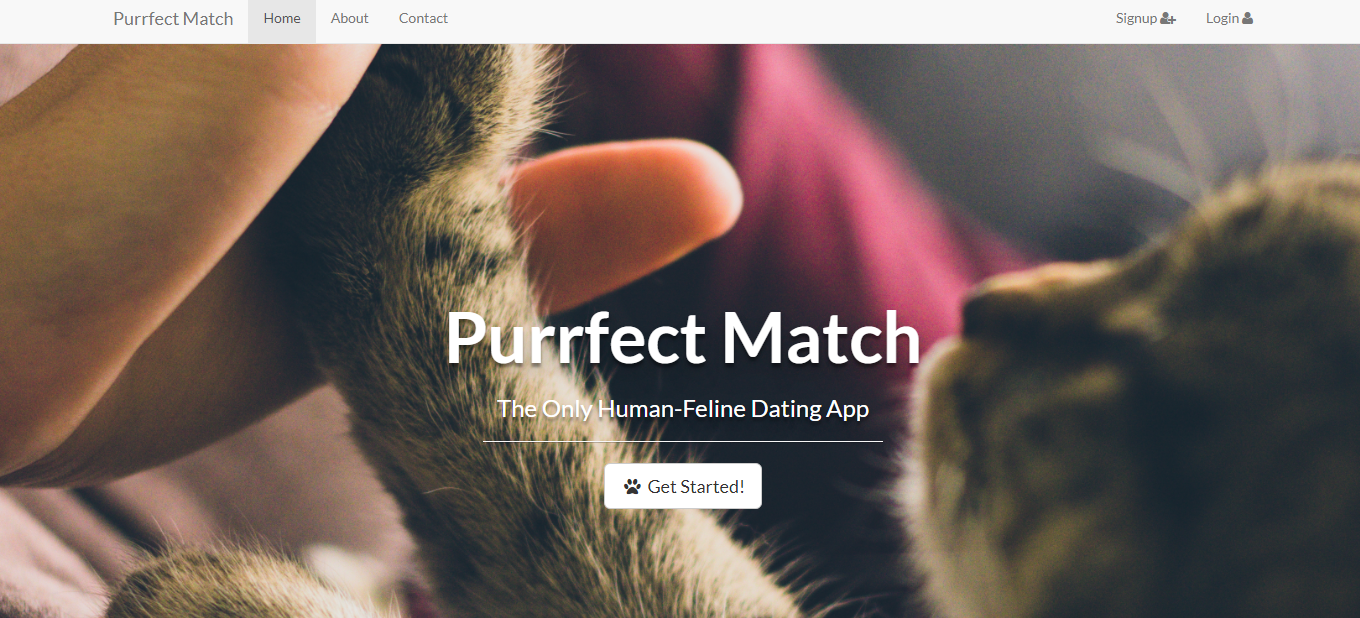 Purrfect Match Home About Contact Signup Login
Purrfect Match
The Only Human-Feline Dating App
Get Started!